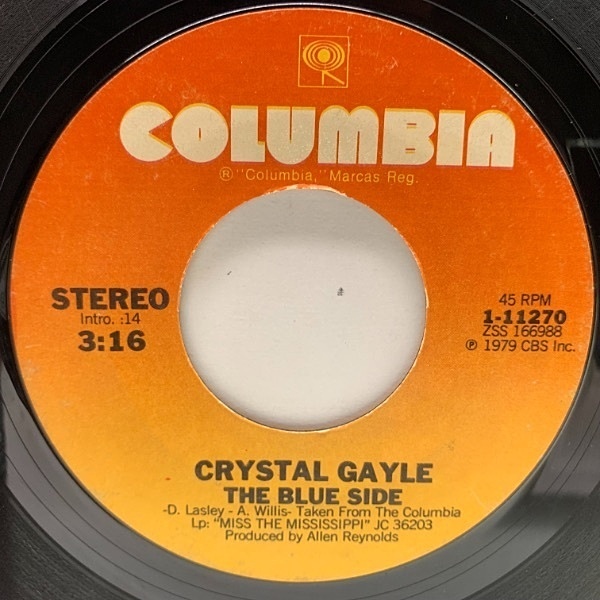 COLUMBIA
® "Columbia," Marcas Reg.
STEREO
Intro. :14
3:16
45 RPM
1-11270
ZSS 166988
℗ 1979 CBS Inc.
CRYSTAL GAYLE
THE BLUE SIDE
-D. Lasley - A. Willis- Taken From The Columbia
Lp: "MISS THE MISSISSIPPI" JC 36203
Produced by Allen Reynolds